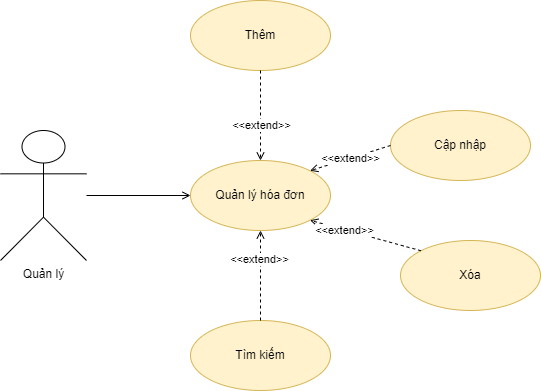 Thêm
<<extend>>
Cập nhập
<<extend>>
Quản lý hóa đơn
<<extend>>
<<extend>>
Quản lý
Xóa
Tìm kiếm